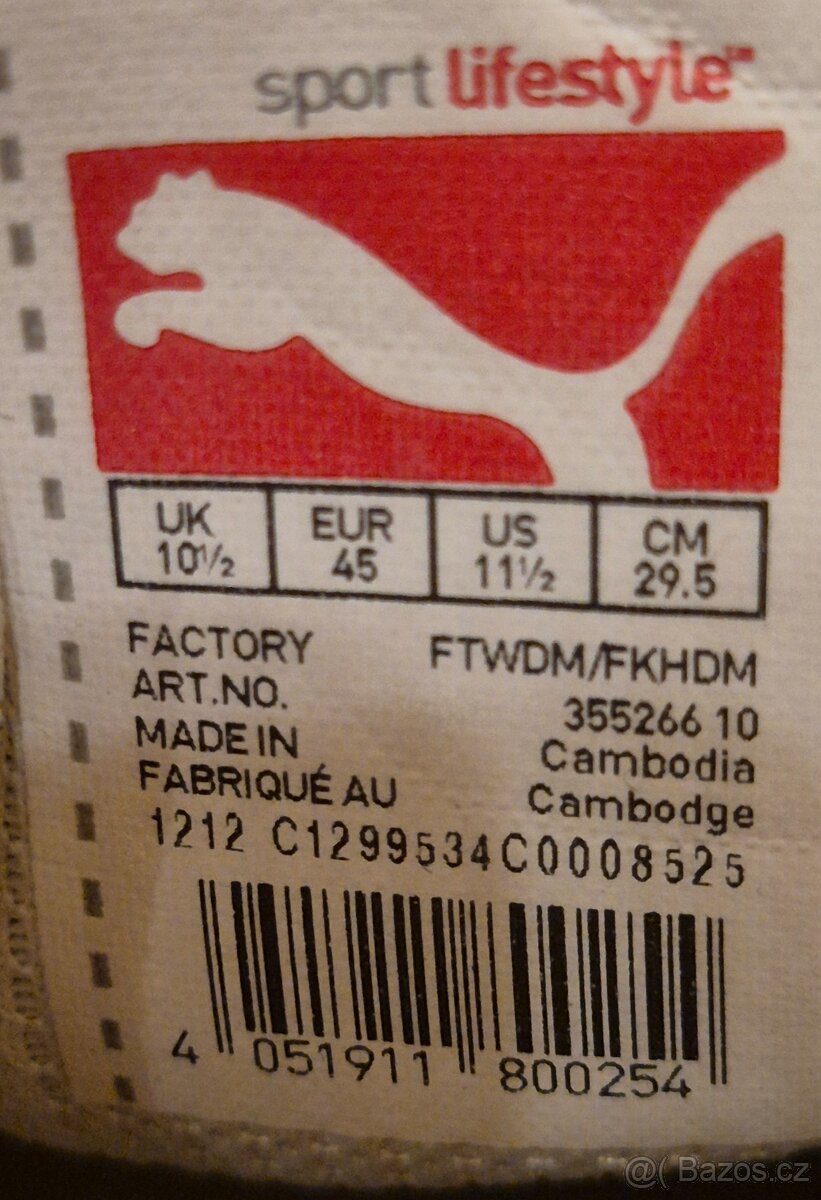 sport lifestyle™
UK EUR US CM
10½ 45 11½ 29.5
FACTORY FTWDM/FKHDM
ART.NO. 355266 10
MADE IN Cambodia
FABRIQUÉ AU Cambodge
1212 C1299534C0008525
4 051911 800254
@( Bazos.cz